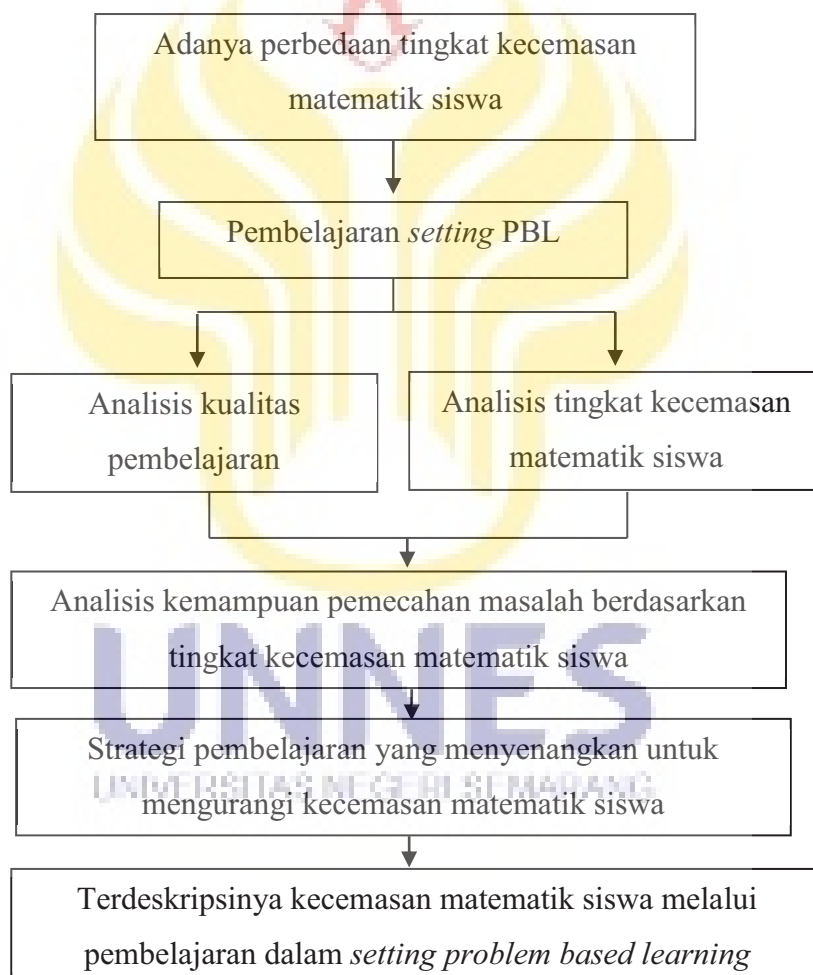 Adanya perbedaan tingkat kecemasan
matematik siswa
Pembelajaran setting PBL
Analisis kualitas
pembelajaran
Analisis tingkat kecemasan
matematik siswa
Analisis kemampuan pemecahan masalah berdasarkan
tingkat kecemasan matematik siswa
UNNES
Strategi pembelajaran yang menyenangkan untuk
UNIVERSITAS NEGERI SEMARANG
mengurangi kecemasan matematik siswa
Terdeskripsinya kecemasan matematik siswa melalui
pembelajaran dalam setting problem based learning